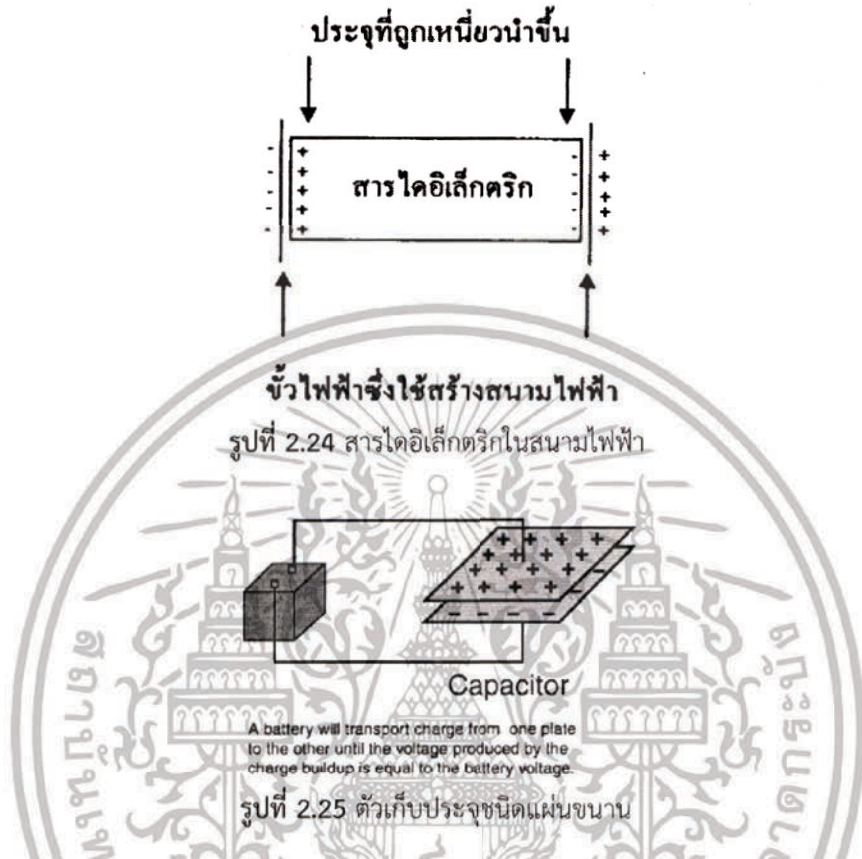 ประจุที่ถูกเหนี่ยวนำขึ้น
- + สารไดอิเล็กตริก - +
ขั้วไฟฟ้าซึ่งใช้สร้างสนามไฟฟ้า
รูปที่ 2.24 สารไดอิเล็กตริกในสนามไฟฟ้า
Capacitor
A battery will transport charge from one plate
to the other until the voltage produced by the
charge buildup is equal to the battery voltage.
รูปที่ 2.25 ตัวเก็บประจุชนิดแผ่นขนาน